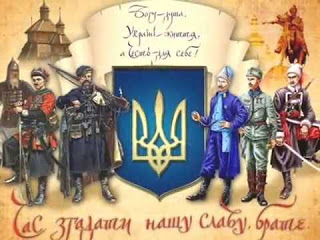 Богу - душа,
Україні - життя,
а честь - для себе!
Час згадати нашу славу, брате.